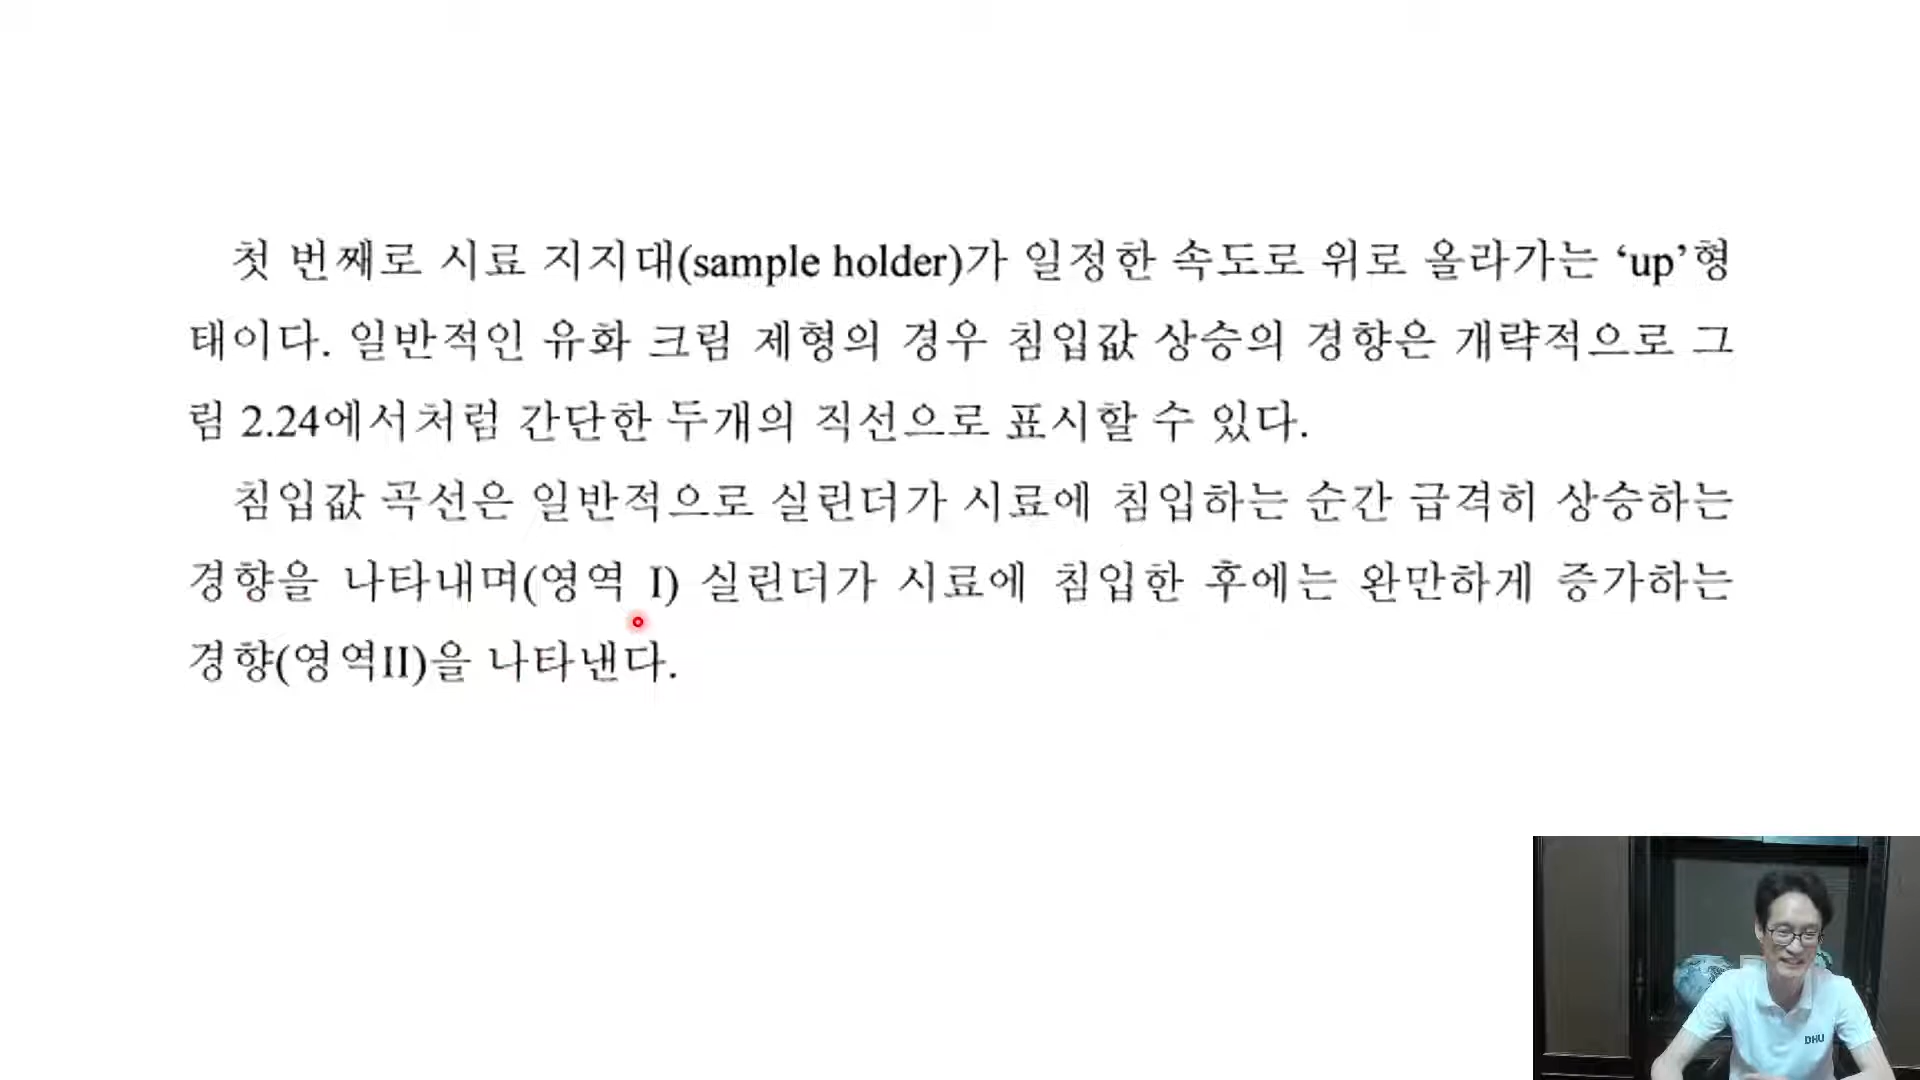 첫 번째로 시료 지지대(sample holder)가 일정한 속도로 위로 올라가는 ‘up’형
태이다. 일반적인 유화 크림 제형의 경우 침입값 상승의 경향은 개략적으로 그
림 2.24에서처럼 간단한 두개의 직선으로 표시할 수 있다.
침입값 곡선은 일반적으로 실린더가 시료에 침입하는 순간 급격히 상승하는
경향을 나타내며(영역 I) 실린더가 시료에 침입한 후에는 완만하게 증가하는
경향(영역II)을 나타낸다.
DHU